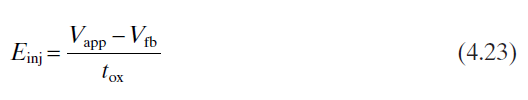 E_inj = (V_app − V_fb) / t_ox (4.23)